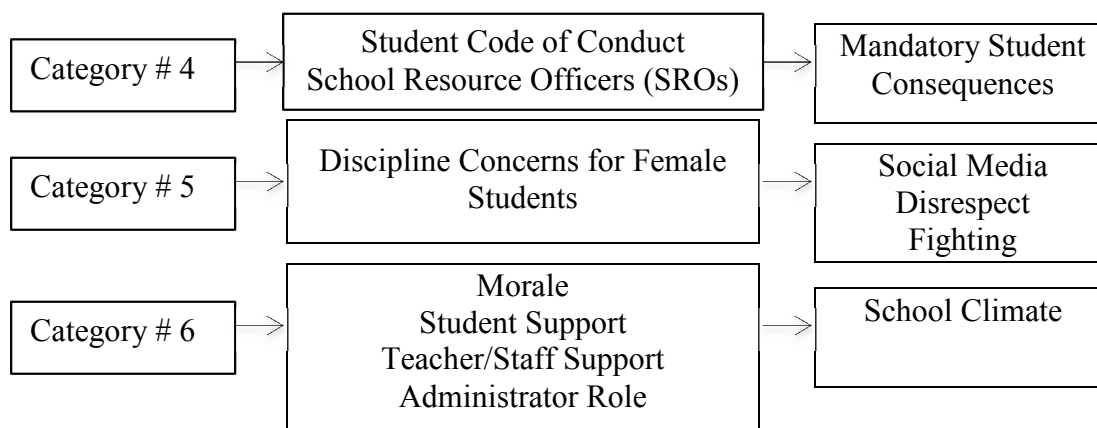 Category # 4
Student Code of Conduct
School Resource Officers (SROs)
Mandatory Student
Consequences
Category # 5
Discipline Concerns for Female
Students
Social Media
Disrespect
Fighting
Category # 6
Morale
Student Support
Teacher/Staff Support
Administrator Role
School Climate